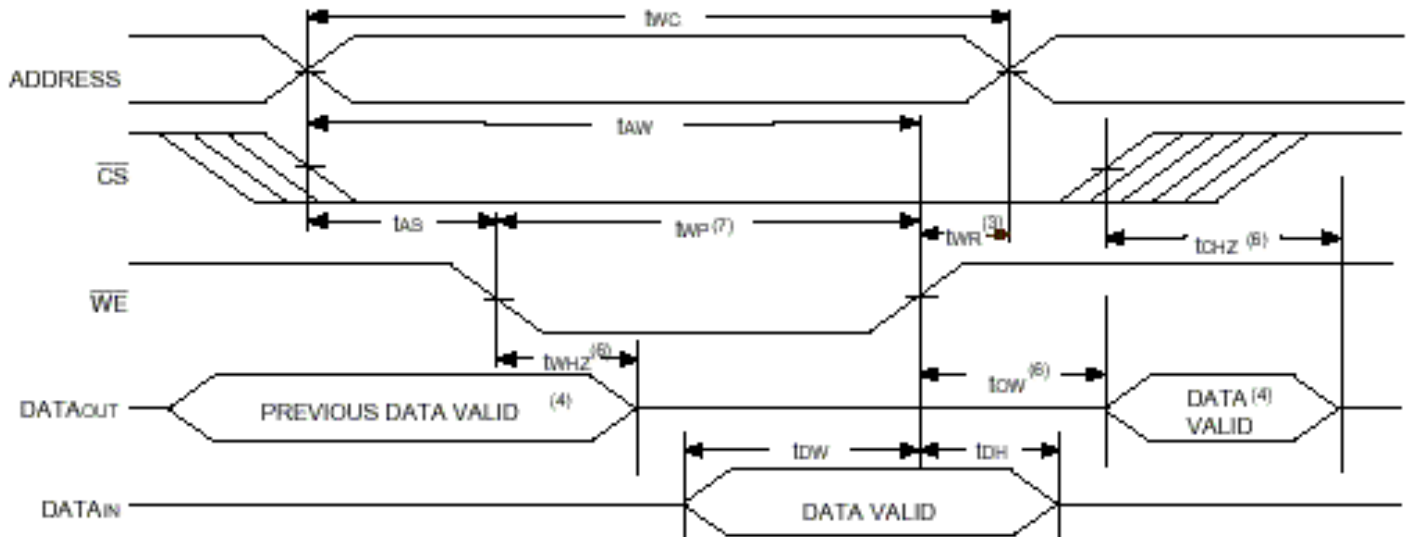 tWC
ADDRESS
tAW
CS
tAS
tWP(7)
tWR(3)
tCHZ (6)
WE
tWHZ(6)
tOW(6)
DATAOUT
PREVIOUS DATA VALID (4)
DATA(4)
VALID
tDW
tDH
DATAIN
DATA VALID